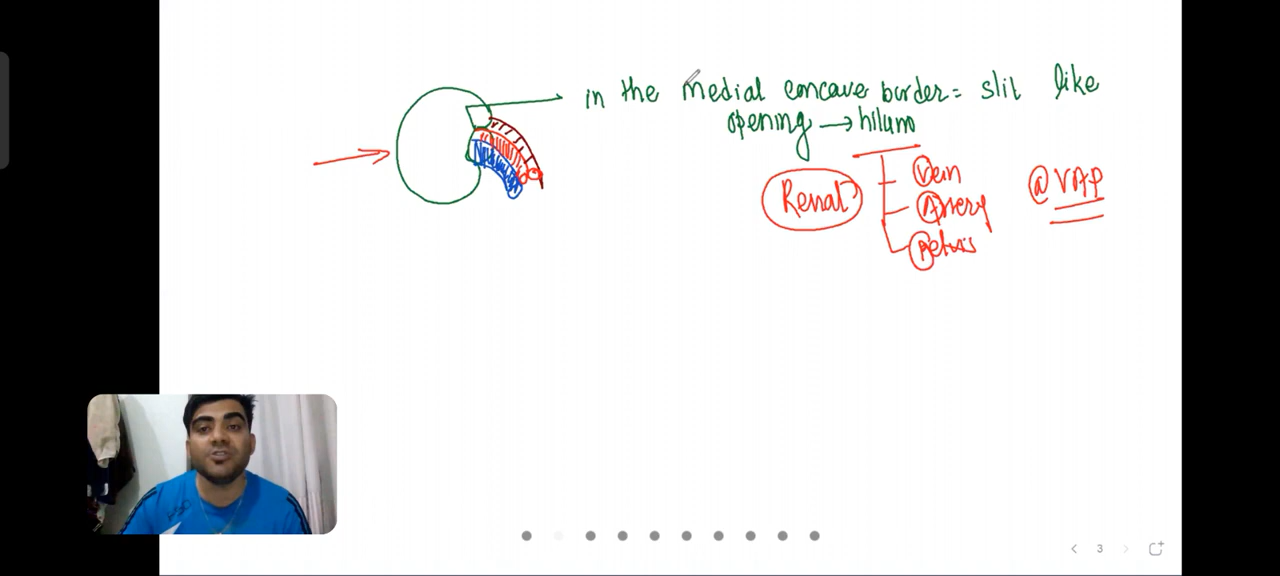 in the medial concave border = slit like
opening → hilum
Renal
Vein
Artery
Pelvis
@ VAP
3